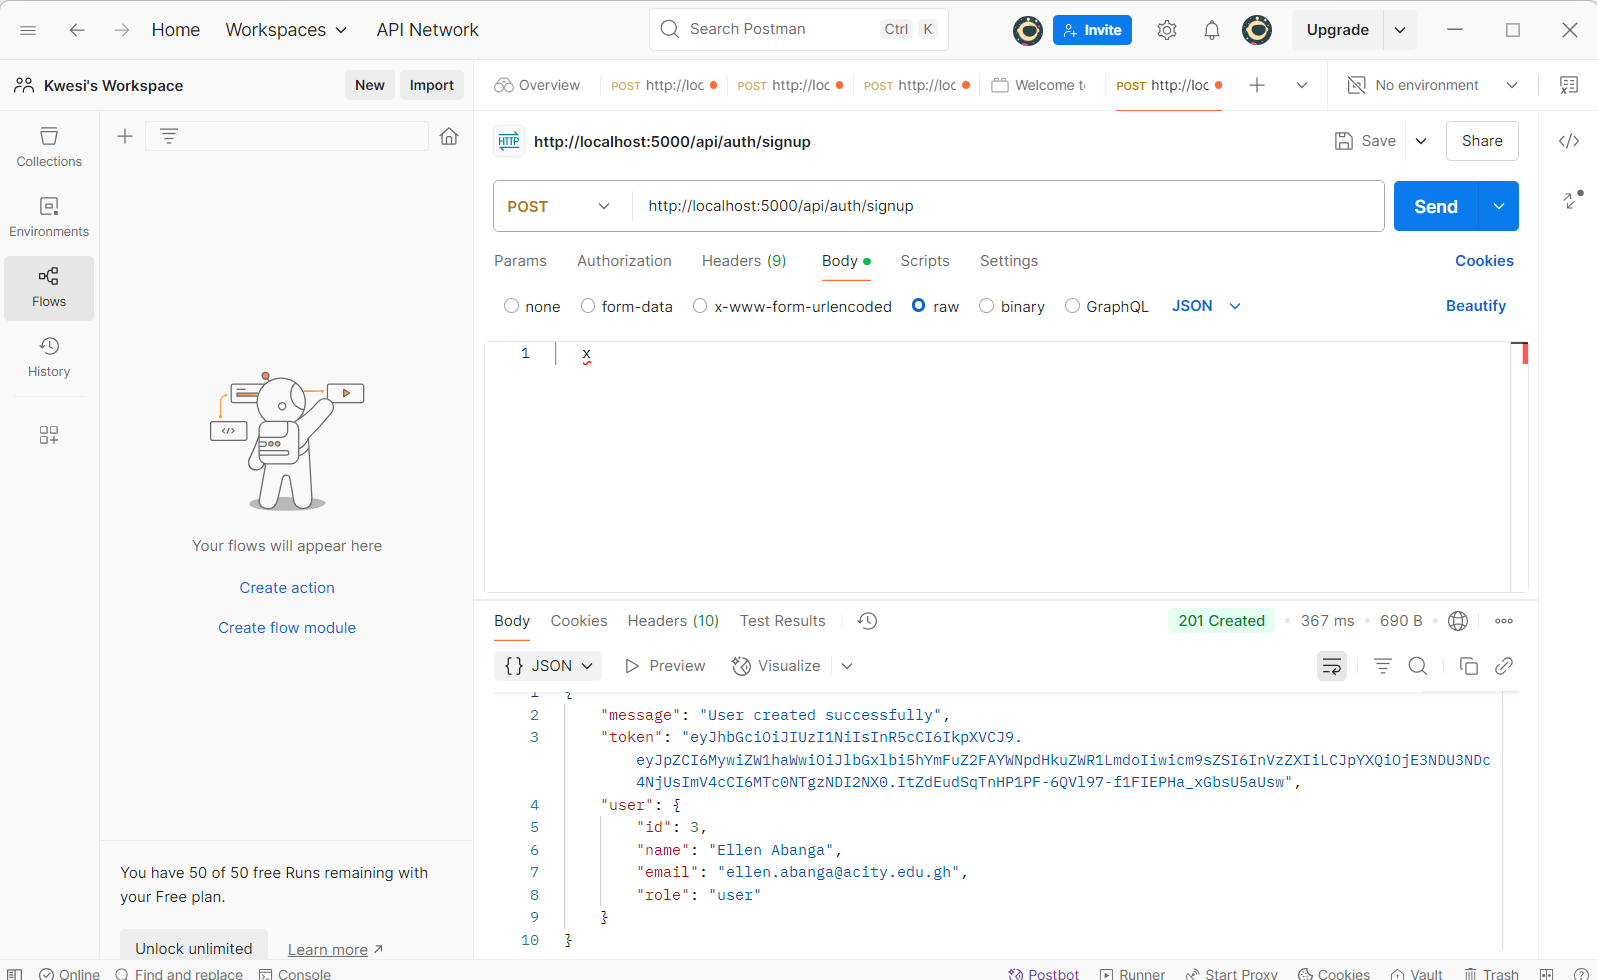 Home Workspaces API Network Search Postman Ctrl K Invite Upgrade
Kwesi's Workspace New Import Overview POST http://loc POST http://loc POST http://loc Welcome t POST http://loc No environment
Collections
Environments
Flows
History
Your flows will appear here
Create action
Create flow module
You have 50 of 50 free Runs remaining with
your Free plan.
Unlock unlimited Learn more
HTTP http://localhost:5000/api/auth/signup Save Share
POST http://localhost:5000/api/auth/signup Send
Params Authorization Headers (9) Body Scripts Settings Cookies
none form-data x-www-form-urlencoded raw binary GraphQL JSON Beautify
1 x
Body Cookies Headers (10) Test Results 201 Created 367 ms 690 B
{} JSON Preview Visualize
1 {
2 "message": "User created successfully",
3 "token": "eyJhbGciOiJIUzI1NiIsInR5cCI6IkpXVCJ9.
eyJpZCI6MywiZW1haWwiOiJlbGxlbi5hYmFuZ2FAYWNpdHkuZWR1LmdoIiwicm9sZSI6InVzZXIiLCJpYXQiOjE3NDU3NDc
4NjUsImV4cCI6MTc0NTgzNDI2NX0.ItZdEudSqTnHP1PF-6QVl97-f1FIEPHa_xGbsU5aUsw",
4 "user": {
5 "id": 3,
6 "name": "Ellen Abanga",
7 "email": "ellen.abanga@acity.edu.gh",
8 "role": "user"
9 }
10 }
Online Find and replace Console Postbot Runner Start Proxy Cookies Vault Trash